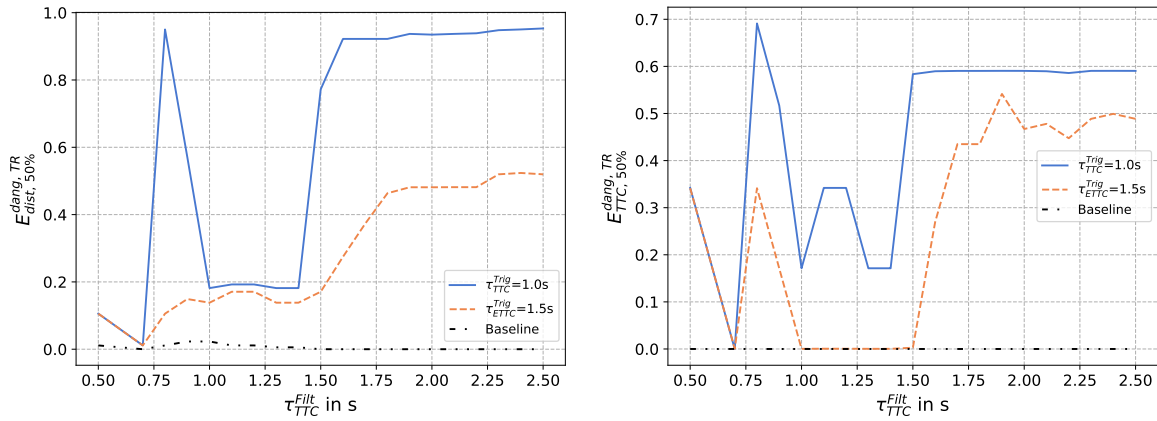 1.0
0.8
0.6
0.4
0.2
0.0
E^{dang, TR}_{dist, 50%}
0.50 0.75 1.00 1.25 1.50 1.75 2.00 2.25 2.50
τ^{Filt}_{TTC} in s
τ^{Trig}_{TTC}=1.0s
τ^{Trig}_{ETTC}=1.5s
Baseline
0.7
0.6
0.5
0.4
0.3
0.2
0.1
0.0
E^{dang, TR}_{TTC, 50%}
0.50 0.75 1.00 1.25 1.50 1.75 2.00 2.25 2.50
τ^{Filt}_{TTC} in s
τ^{Trig}_{TTC}=1.0s
τ^{Trig}_{ETTC}=1.5s
Baseline